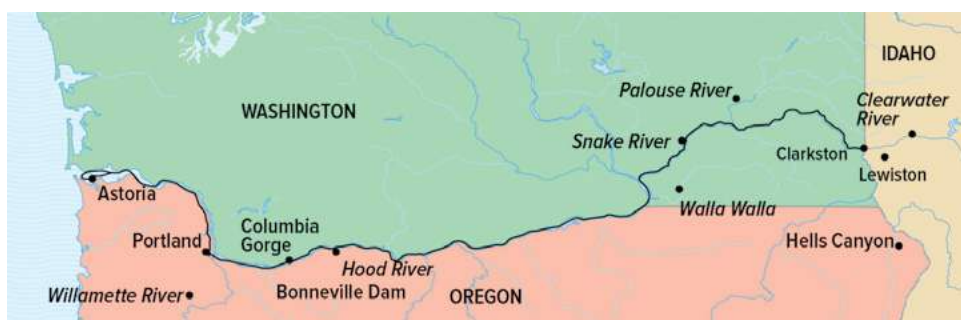 IDAHO
Palouse River
Clearwater
River
WASHINGTON
Snake River
Clarkston
Lewiston
Astoria
Walla Walla
Columbia
Gorge
Portland
Hells Canyon
Hood River
Bonneville Dam
Willamette River
OREGON